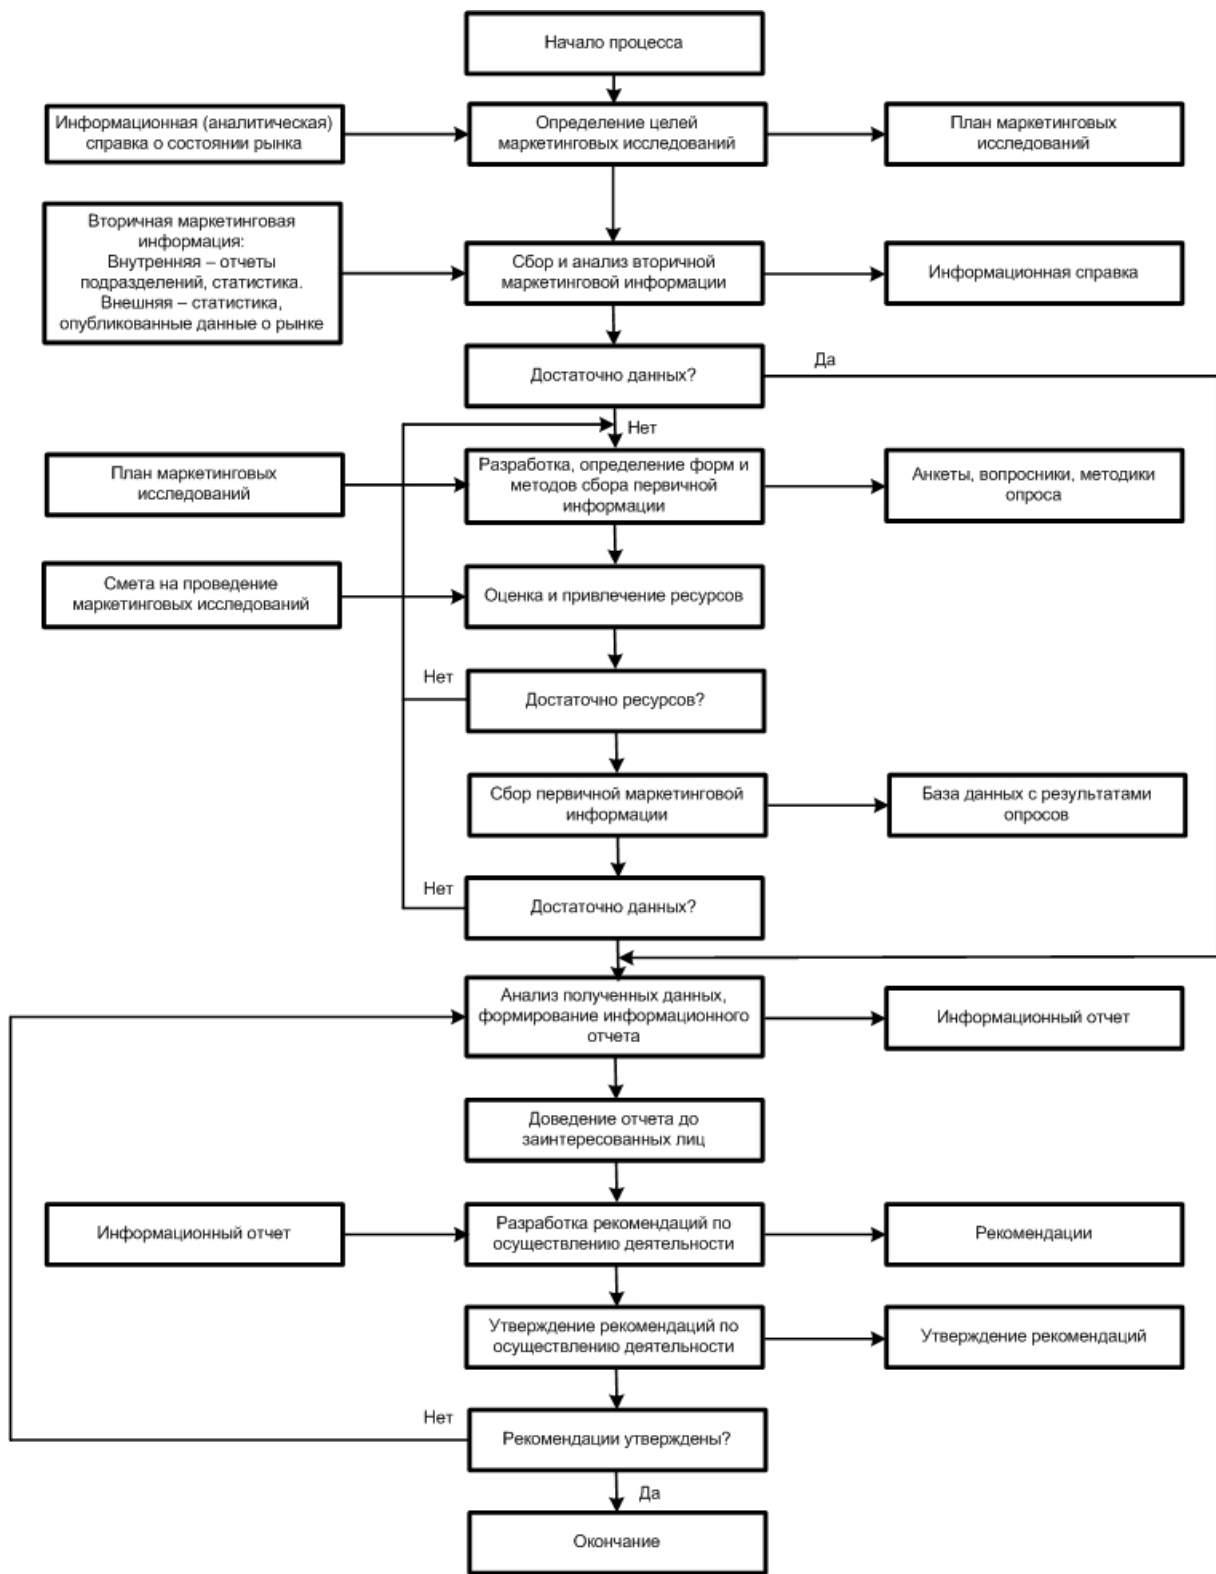 Начало процесса
Информационная (аналитическая)
справка о состоянии рынка
Определение целей
маркетинговых исследований
План маркетинговых
исследований
Вторичная маркетинговая
информация:
Внутренняя – отчеты
подразделений, статистика.
Внешняя – статистика,
опубликованные данные о рынке
Сбор и анализ вторичной
маркетинговой информации
Информационная справка
Достаточно данных?
Да
Нет
План маркетинговых
исследований
Разработка, определение форм и
методов сбора первичной
информации
Анкеты, вопросники, методики
опроса
Смета на проведение
маркетинговых исследований
Оценка и привлечение ресурсов
Нет
Достаточно ресурсов?
Сбор первичной маркетинговой
информации
База данных с результатами
опросов
Нет
Достаточно данных?
Анализ полученных данных,
формирование информационного
отчета
Информационный отчет
Доведение отчета до
заинтересованных лиц
Информационный отчет
Разработка рекомендаций по
осуществлению деятельности
Рекомендации
Утверждение рекомендаций по
осуществлению деятельности
Утверждение рекомендаций
Нет
Рекомендации утверждены?
Да
Окончание